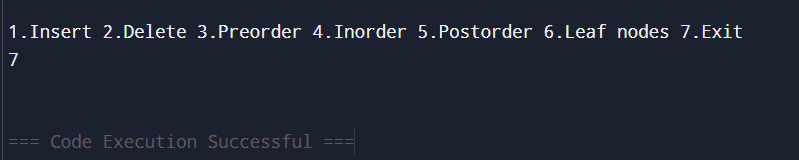 1.Insert 2.Delete 3.Preorder 4.Inorder 5.Postorder 6.Leaf nodes 7.Exit
7
=== Code Execution Successful ===